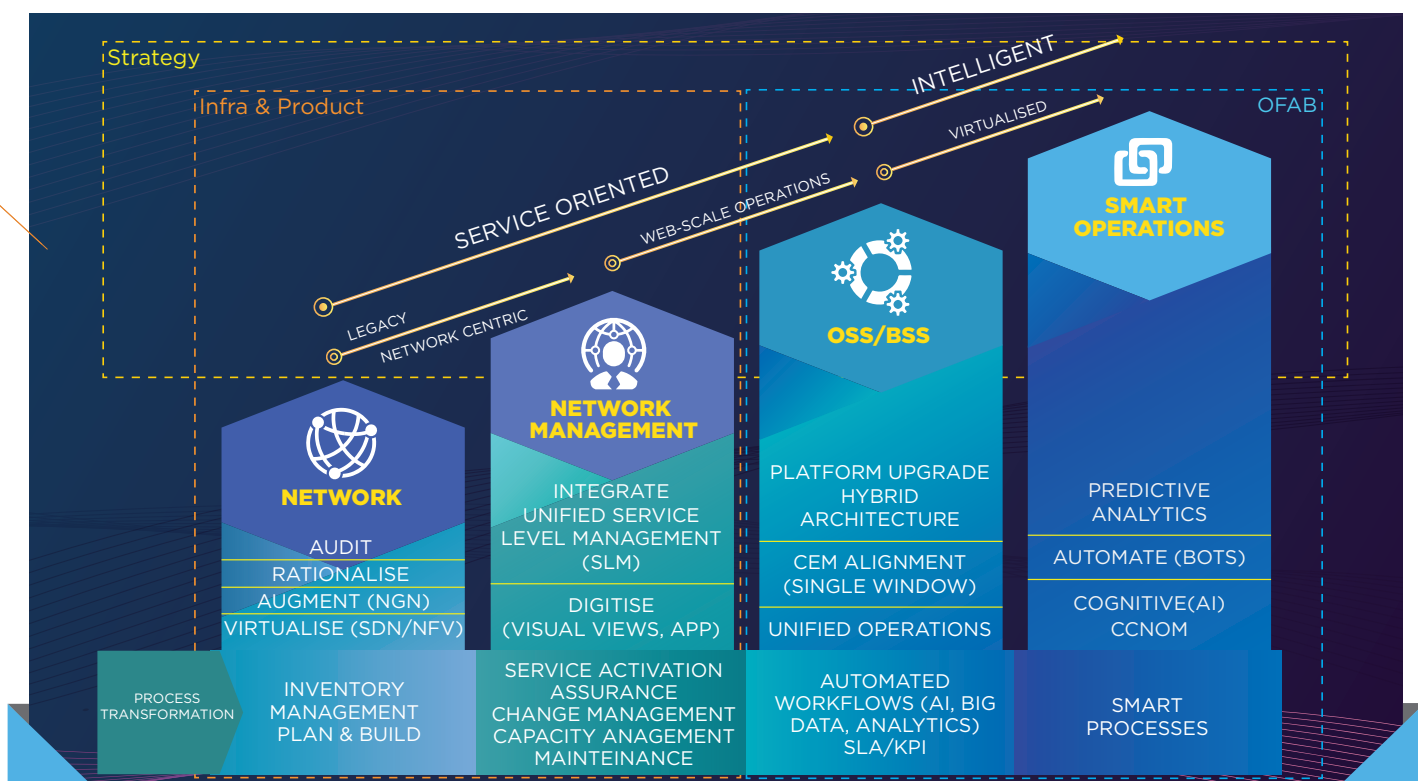 Strategy
Infra & Product
OFAB
INTELLIGENT
VIRTUALISED
SERVICE ORIENTED
WEB-SCALE OPERATIONS
LEGACY
NETWORK CENTRIC
NETWORK
AUDIT
RATIONALISE
AUGMENT (NGN)
VIRTUALISE (SDN/NFV)
NETWORK
MANAGEMENT
INTEGRATE
UNIFIED SERVICE
LEVEL MANAGEMENT
(SLM)
DIGITISE
(VISUAL VIEWS, APP)
OSS/BSS
PLATFORM UPGRADE
HYBRID
ARCHITECTURE
CEM ALIGNMENT
(SINGLE WINDOW)
UNIFIED OPERATIONS
SMART
OPERATIONS
PREDICTIVE
ANALYTICS
AUTOMATE (BOTS)
COGNITIVE(AI)
CCNOM
PROCESS
TRANSFORMATION
INVENTORY
MANAGEMENT
PLAN & BUILD
SERVICE ACTIVATION
ASSURANCE
CHANGE MANAGEMENT
CAPACITY ANAGEMENT
MAINTEINANCE
AUTOMATED
WORKFLOWS (AI, BIG
DATA, ANALYTICS)
SLA/KPI
SMART
PROCESSES